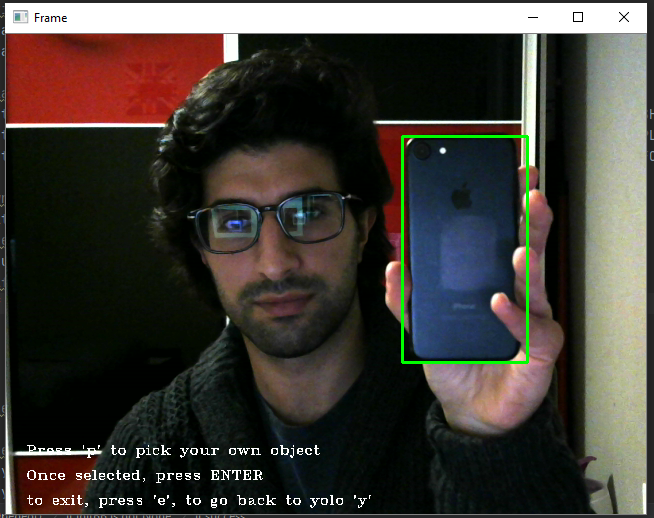 Frame
iPhone
Press 'p' to pick your own object
Once selected, press ENTER
to exit, press 'e', to go back to yolo 'y'